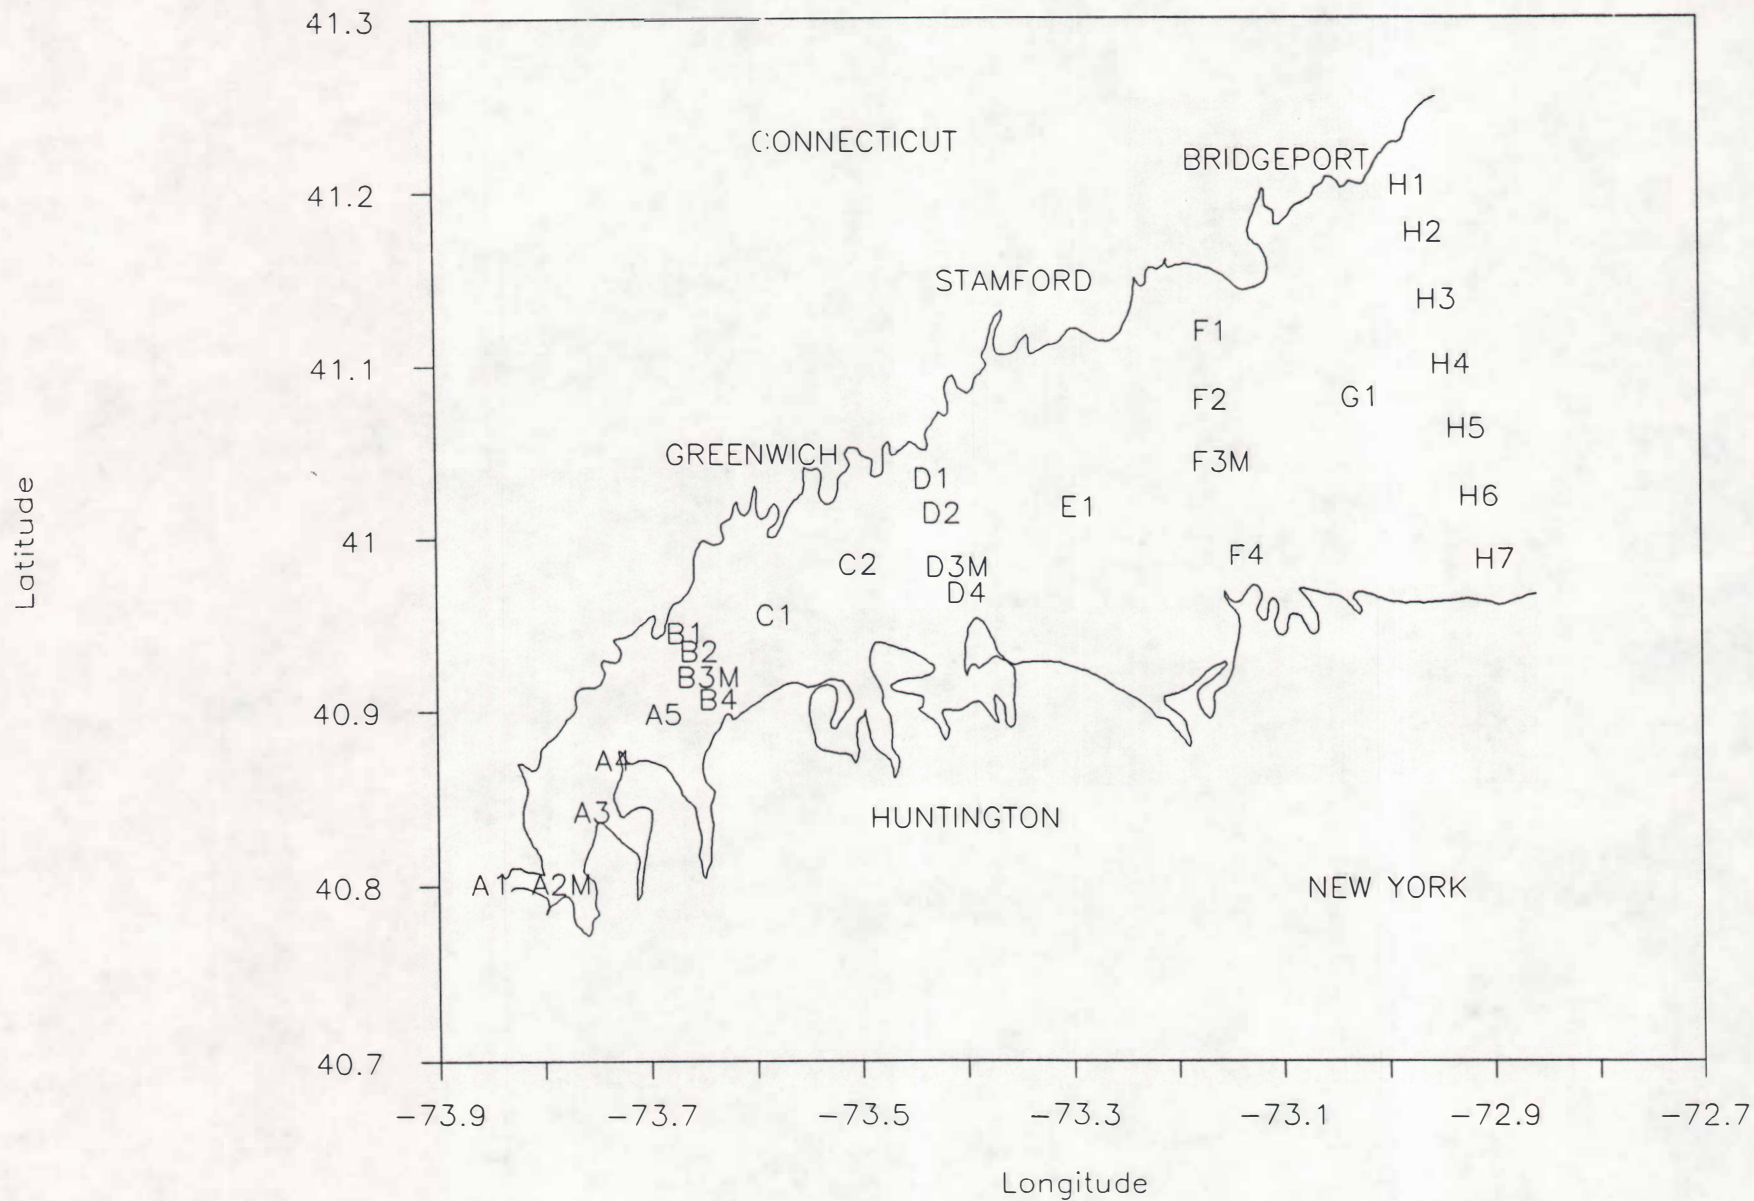 41.3
CONNECTICUT
BRIDGEPORT
41.2
H1
H2
STAMFORD
H3
F1
41.1
H4
F2
G1
H5
GREENWICH
F3M
D1
H6
E1
D2
41
F4
H7
C2
D3M
D4
C1
B1
B2
B3M
B4
40.9
A5
A4
A3
HUNTINGTON
40.8
A1
A2M
NEW YORK
40.7
Latitude
-73.9 -73.7 -73.5 -73.3 -73.1 -72.9 -72.7
Longitude